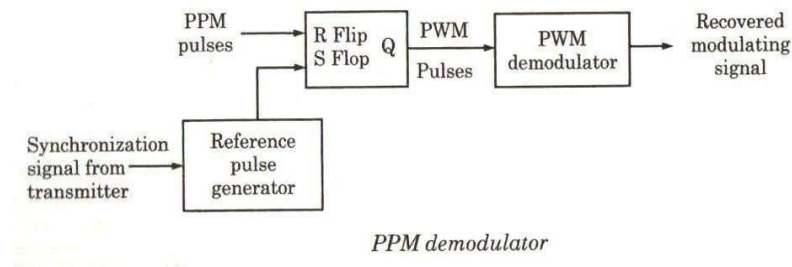 PPM
pulses
R Flip
S Flop
Q
PWM
Pulses
PWM
demodulator
Recovered
modulating
signal
Synchronization
signal from
transmitter
Reference
pulse
generator
PPM demodulator